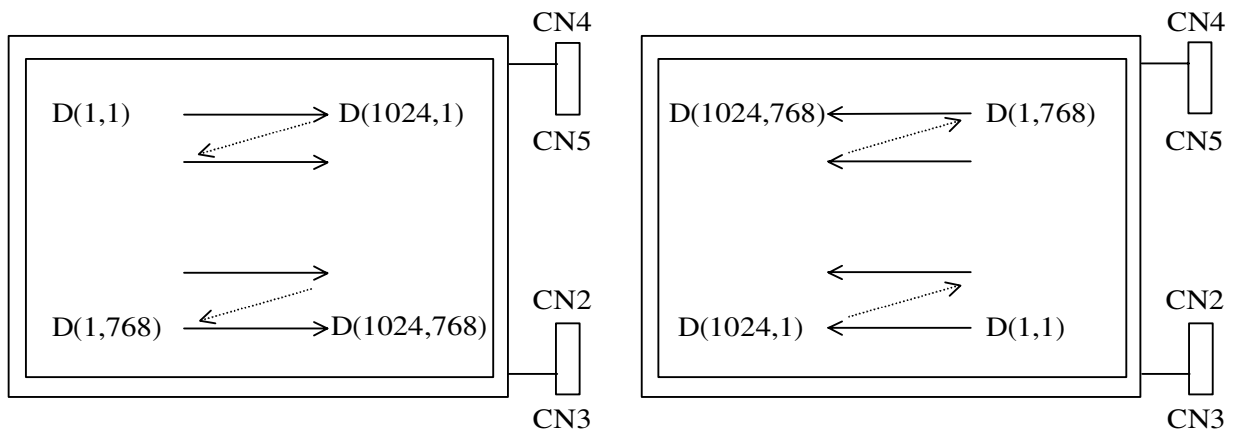 CN4 CN4
D(1,1) D(1024,1) D(1024,768) D(1,768)
CN5 CN5
CN2 CN2
D(1,768) D(1024,768) D(1024,1) D(1,1)
CN3 CN3